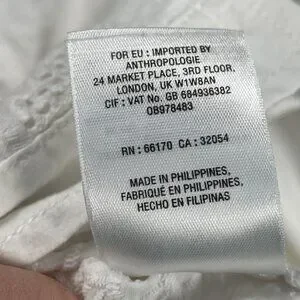 FOR EU : IMPORTED BY
ANTHROPOLOGIE
24 MARKET PLACE, 3RD FLOOR,
LONDON, UK W1W8AN
CIF : VAT No. GB 684936382
OB978483
RN : 66170 CA : 32054
MADE IN PHILIPPINES,
FABRIQUÉ EN PHILIPPINES,
HECHO EN FILIPINAS